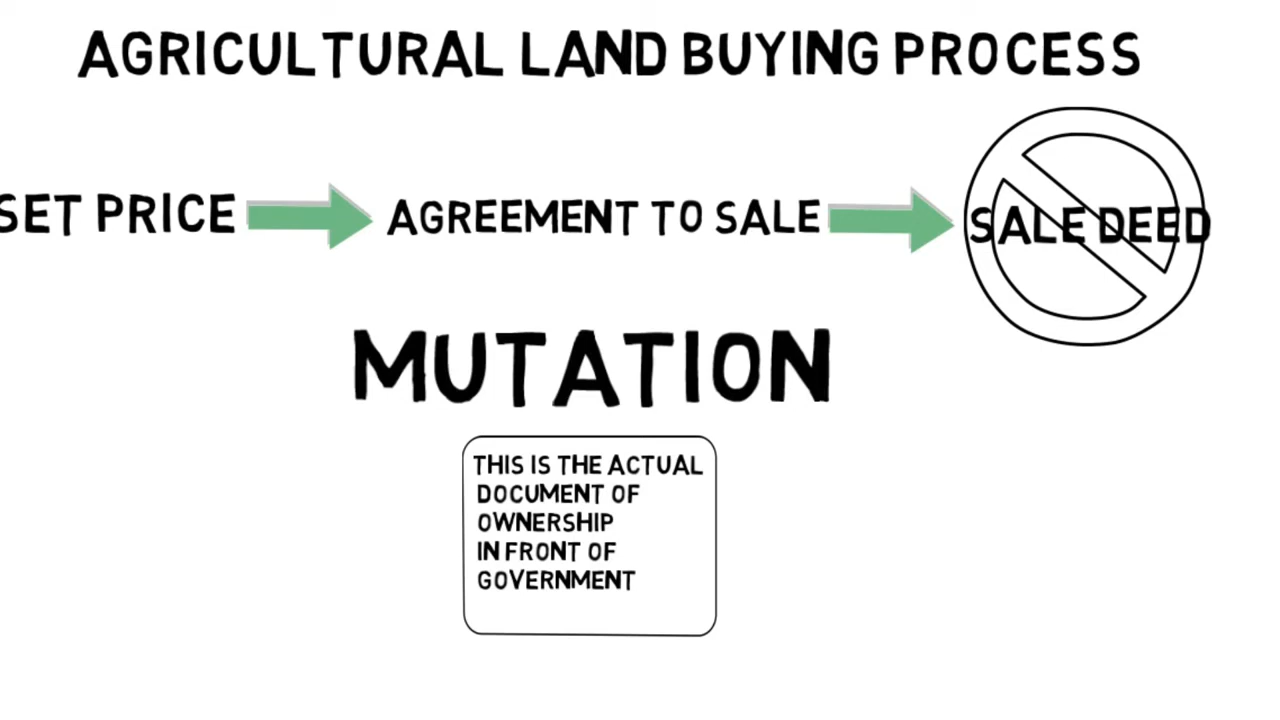 AGRICULTURAL LAND BUYING PROCESS
SET PRICE AGREEMENT TO SALE SALE DEED
MUTATION
THIS IS THE ACTUAL
DOCUMENT OF
OWNERSHIP
IN FRONT OF
GOVERNMENT